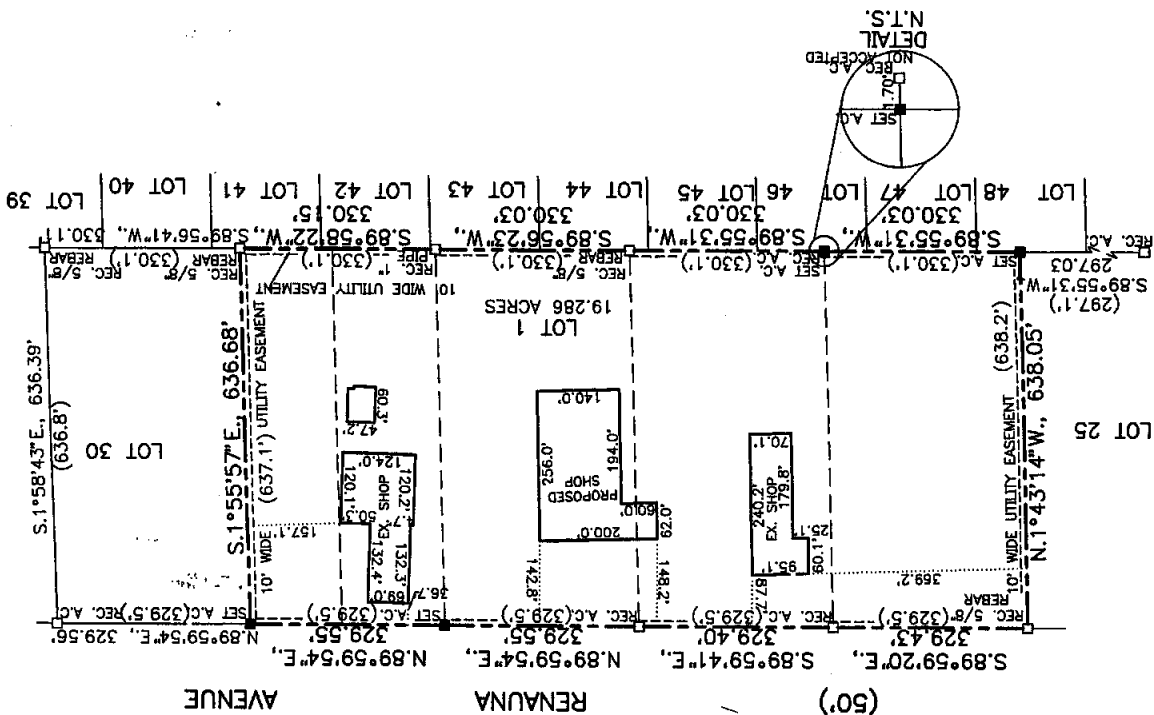 (50')
RENAUNA
AVENUE
S.89°59'20"E.,
329.43'
(329.5')
REC. 5/8"
REBAR
S.89°59'41"E.,
329.40'
REC. A.C.(329.5')
N.89°59'54"E.,
329.55'
REC. A.C.(329.5')
N.89°59'54"E.,
329.55'
SET A.C.(329.5')
N.89°59'54"E., 329.56'
SET A.C.(329.5') REC. A.C.
N.1°43'14"W., 638.05'
(638.2')
10' WIDE UTILITY EASEMENT
LOT 25
369.2'
87.7'
95.1'
60.1'
25.1'
EX. SHOP
240.2'
179.8'
70.1'
148.2'
142.8'
62.0'
200.0'
60.0'
PROPOSED
SHOP
256.0'
194.0'
140.0'
36.7'
69.0'
132.3'
132.4'
EX. SHOP
50.3'
120.2'
120.1'
124.0'
157.1'
47.2'
60.3'
10' WIDE UTILITY EASEMENT
(637.1')
S.1°55'57"E., 636.68'
LOT 30
(636.8')
S.1°58'43"E., 636.39'
LOT 1
19.286 ACRES
10' WIDE UTILITY EASEMENT
(297.1')
S.89°55'31"W.
297.03
REC. A.C.
SET A.C.(330.1')
S.89°55'31"W.,
330.03'
SET A.C.
REC. A.C.(330.1')
S.89°55'31"W.,
330.03'
REC. 5/8"
REBAR
(330.1')
S.89°56'23"W.,
330.03'
REC. 1"
PIPE
(330.1')
S.89°58'22"W.,
330.15'
REC. 5/8"
REBAR
(330.1')
REC. 5/8"
REBAR
S.89°56'41"W., 330.11
LOT 48
LOT 47
LOT 46
LOT 45
LOT 44
LOT 43
LOT 42
LOT 41
LOT 40
LOT 39
SET A.C.
1.70'
REC. A.C.
NOT ACCEPTED
DETAIL
N.T.S.